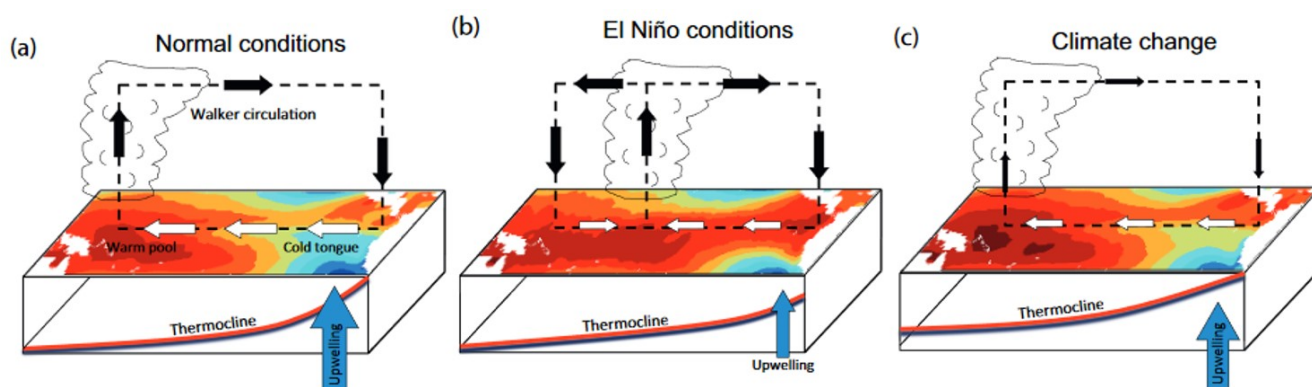 (a)
Normal conditions
Walker circulation
Warm pool
Cold tongue
Thermocline
Upwelling
(b)
El Niño conditions
Thermocline
Upwelling
(c)
Climate change
Thermocline
Upwelling